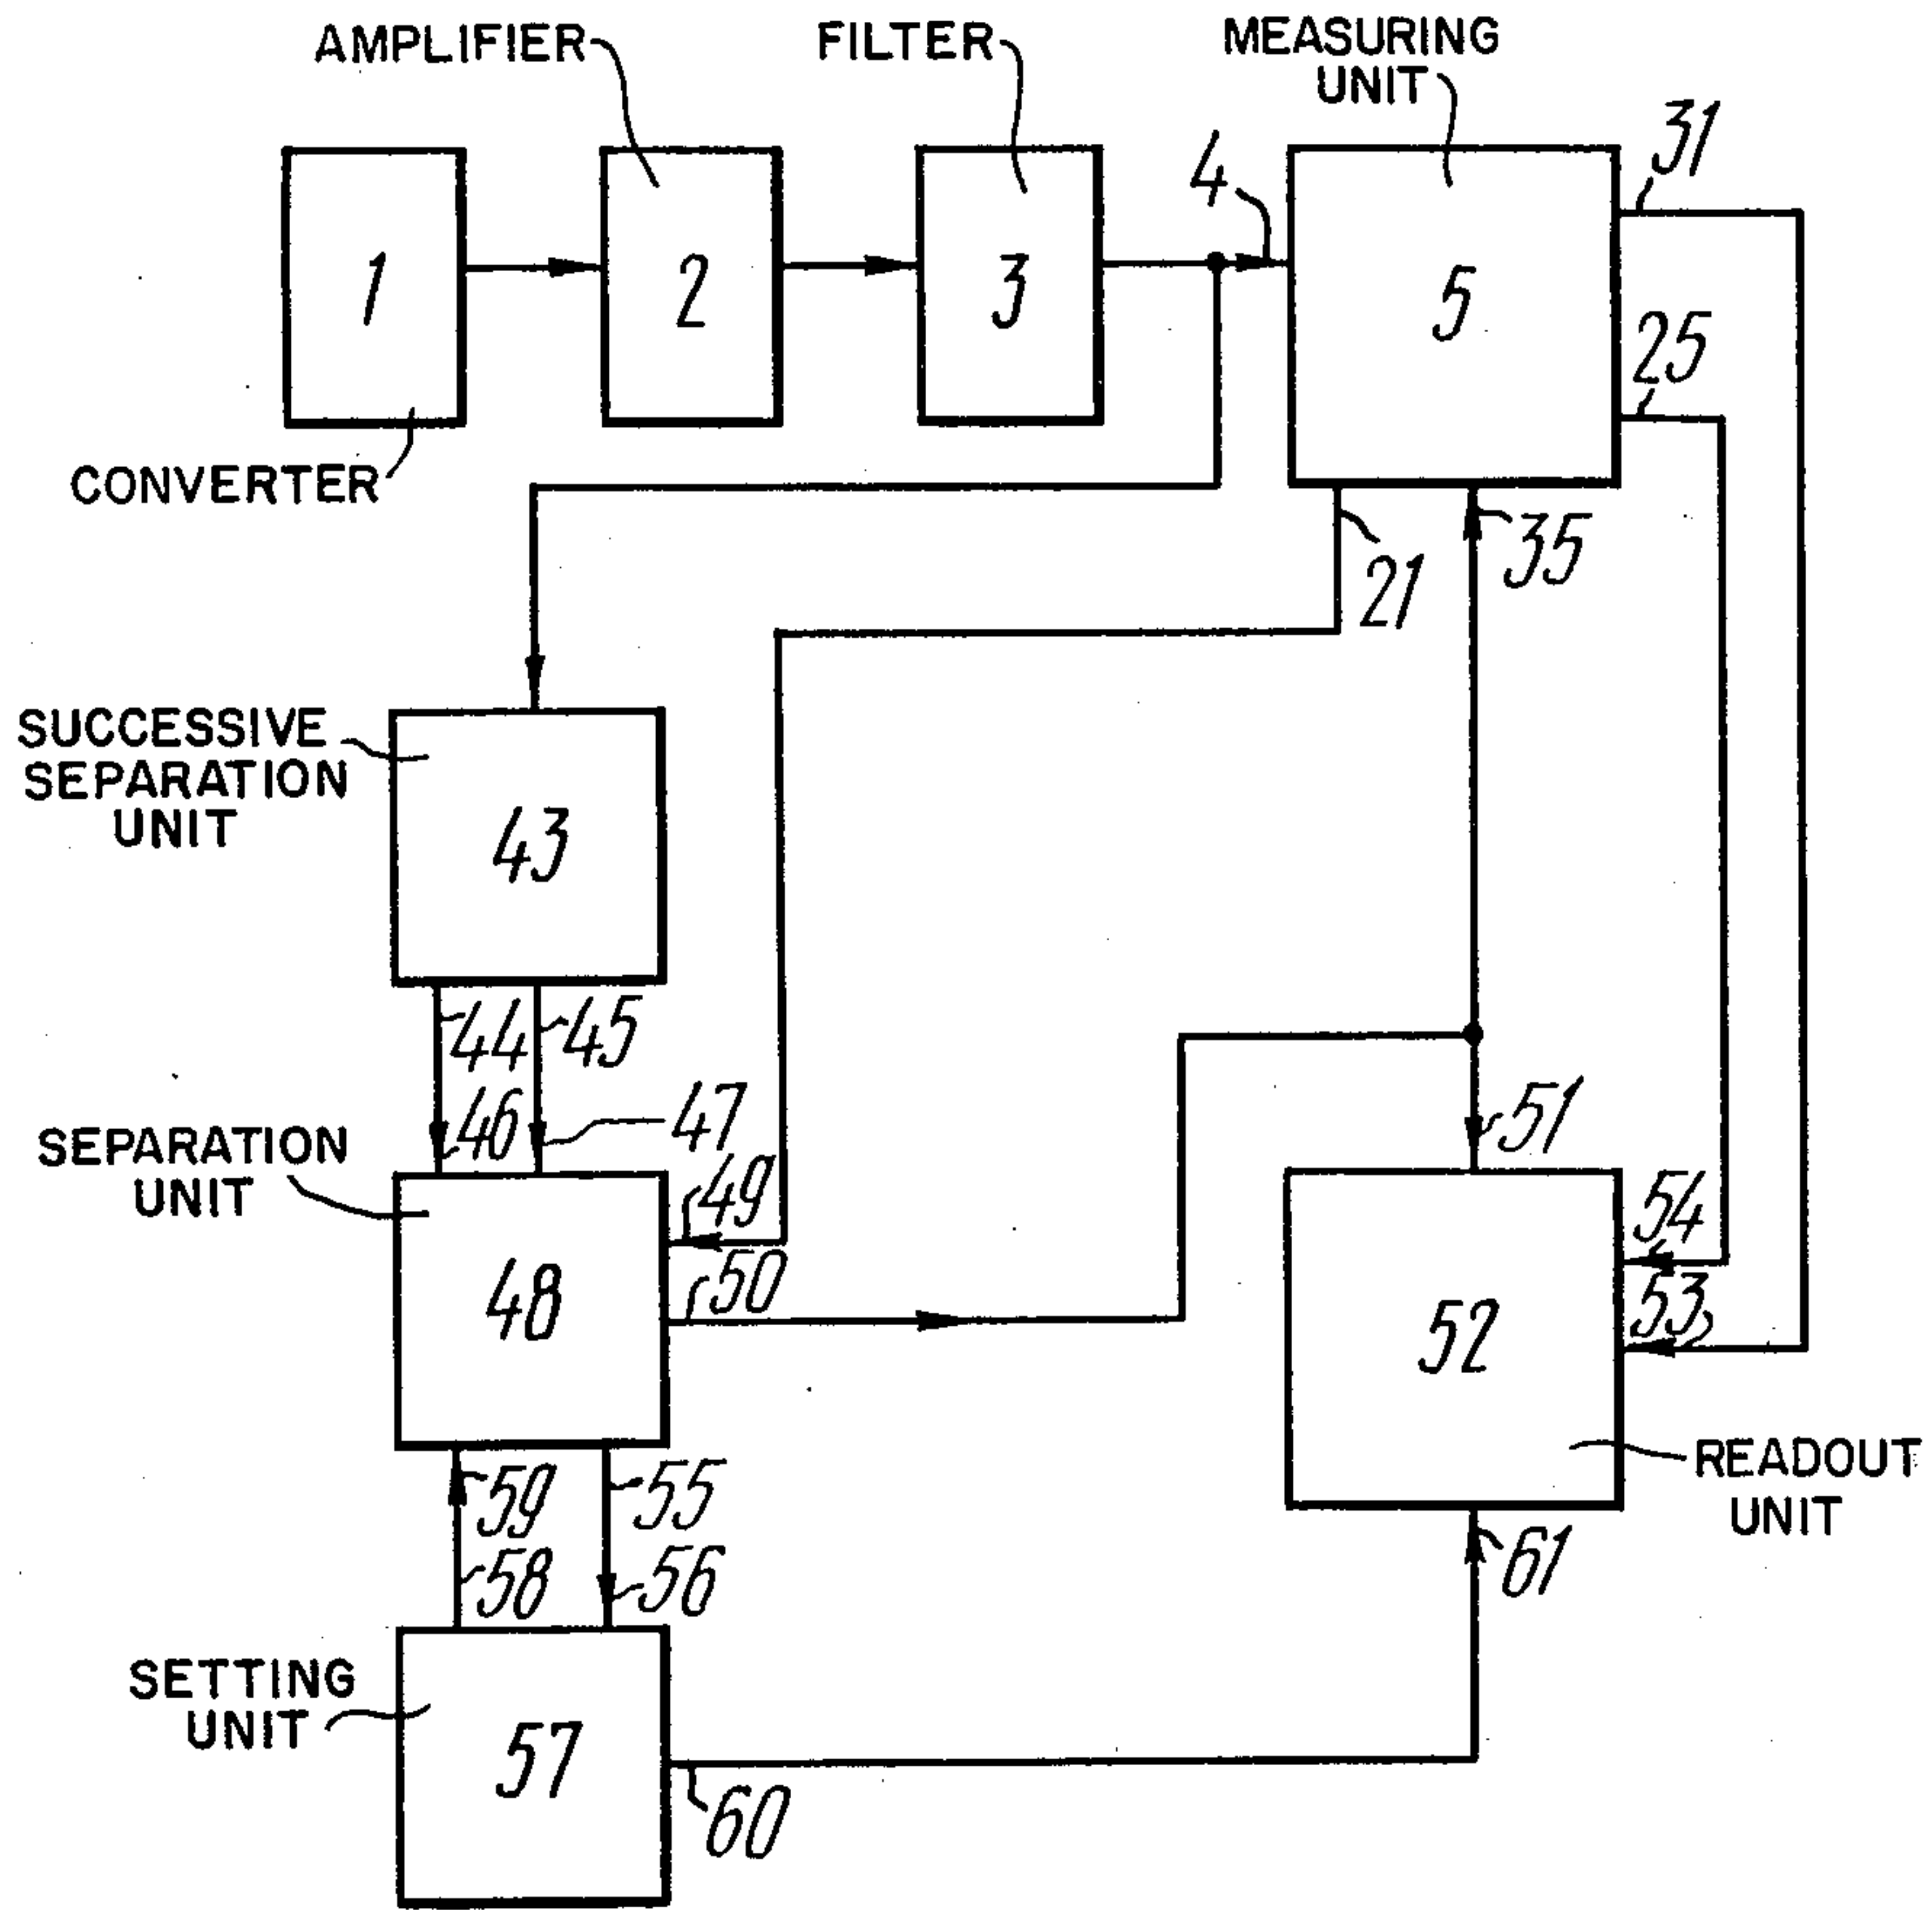 AMPLIFIER
FILTER
MEASURING
UNIT
31
4
1
2
3
5
25
CONVERTER
35
21
SUCCESSIVE
SEPARATION
UNIT
43
44
45
46
47
51
SEPARATION
UNIT
49
54
50
53
48
52
READOUT
UNIT
59
55
58
56
61
SETTING
UNIT
57
60